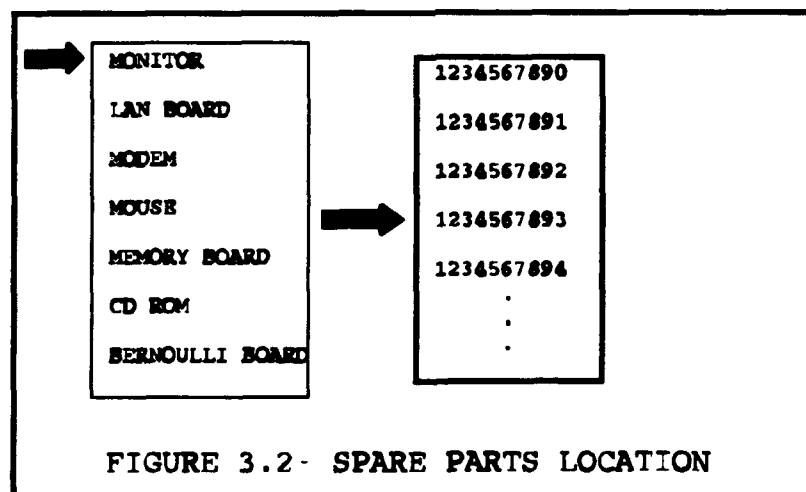 MONITOR
LAN BOARD
MODEM
MOUSE
MEMORY BOARD
CD ROM
BERNOULLI BOARD
1234567890
1234567891
1234567892
1234567893
1234567894
.
.
.
FIGURE 3.2- SPARE PARTS LOCATION